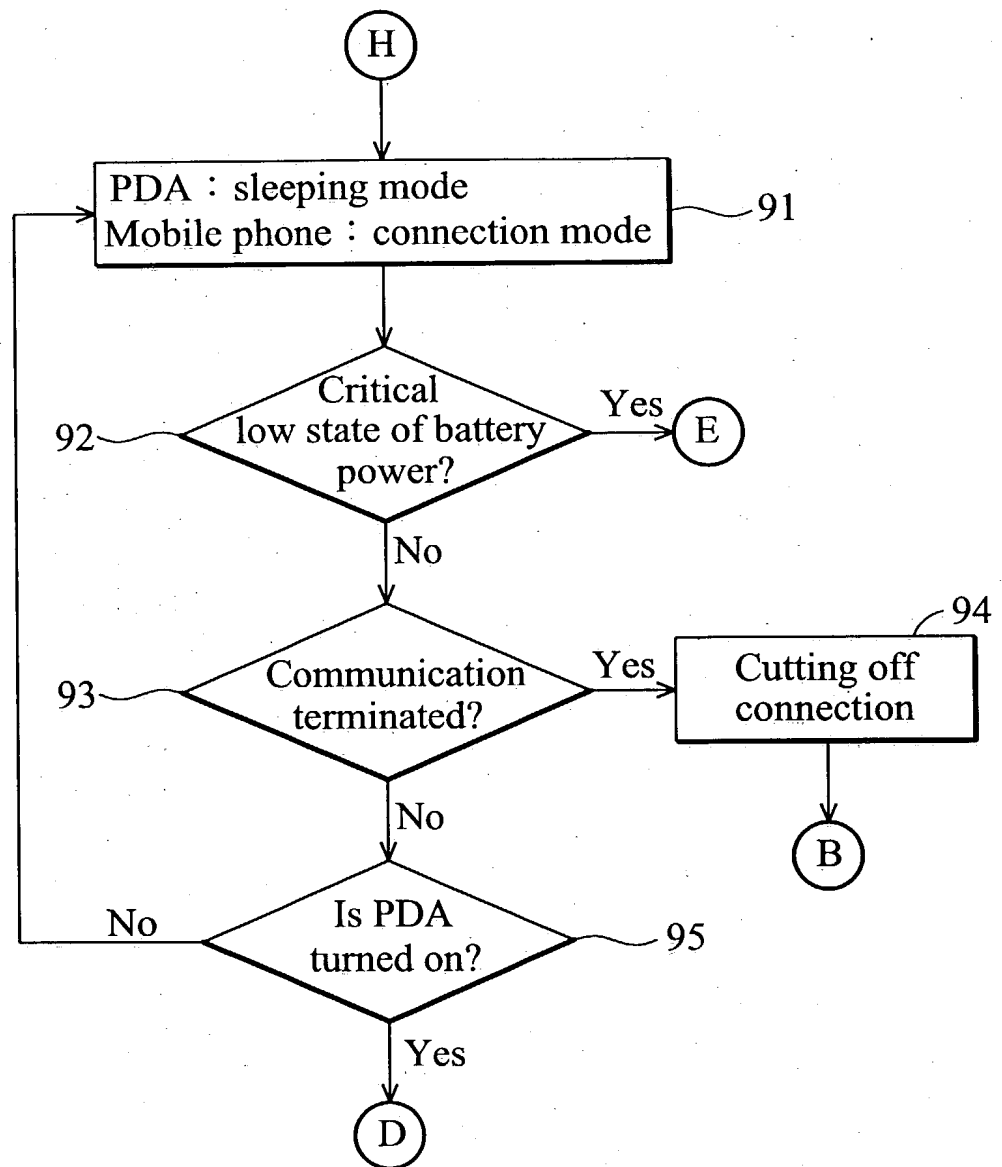 H
PDA : sleeping mode
Mobile phone : connection mode
91
Critical
low state of battery
power?
92
Yes
E
No
Communication
terminated?
93
Yes
94
Cutting off
connection
B
No
Is PDA
turned on?
95
No
Yes
D